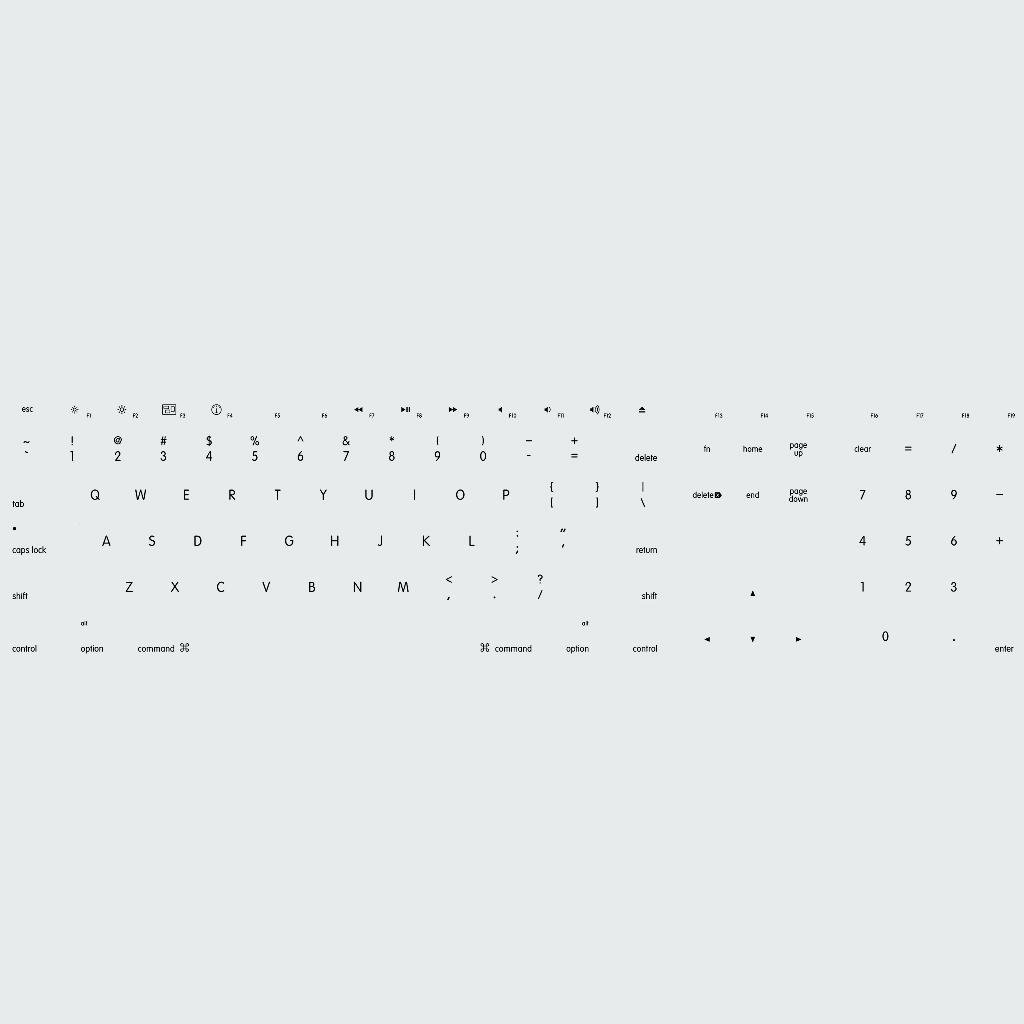 esc F1 F2 F3 F4 F5 F6 F7 F8 F9 F10 F11 F12 F13 F14 F15 F16 F17 F18 F19
~ ! @ # $ % ^ & * ( ) – +
` 1 2 3 4 5 6 7 8 9 0 - = delete fn home page up clear = / *
tab Q W E R T Y U I O P { } |
[ ] \ delete end page down 7 8 9 –
• caps lock A S D F G H J K L : "
; ' return 4 5 6 +
shift Z X C V B N M < > ?
, . / shift ▲ 1 2 3
alt alt
control option command ⌘ ⌘ command option control ◄ ▼ ► 0 . enter